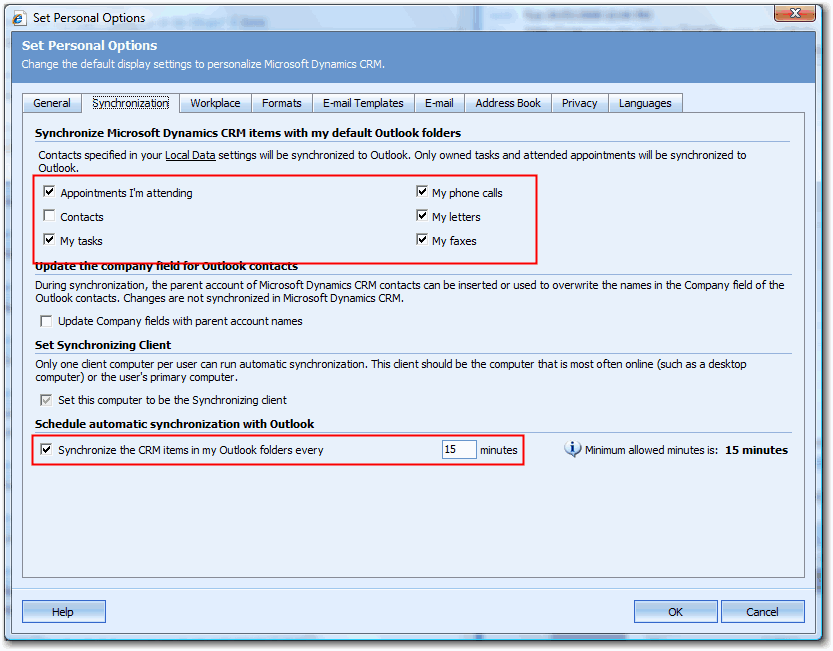 Set Personal Options
Set Personal Options
Change the default display settings to personalize Microsoft Dynamics CRM.
General Synchronization Workplace Formats E-mail Templates E-mail Address Book Privacy Languages
Synchronize Microsoft Dynamics CRM items with my default Outlook folders
Contacts specified in your Local Data settings will be synchronized to Outlook. Only owned tasks and attended appointments will be synchronized to
Outlook.
Appointments I'm attending My phone calls
Contacts My letters
My tasks My faxes
Update the company field for Outlook contacts
During synchronization, the parent account of Microsoft Dynamics CRM contacts can be inserted or used to overwrite the names in the Company field of the
Outlook contacts. Changes are not synchronized in Microsoft Dynamics CRM.
Update Company fields with parent account names
Set Synchronizing Client
Only one client computer per user can run automatic synchronization. This client should be the computer that is most often online (such as a desktop
computer) or the user's primary computer.
Set this computer to be the Synchronizing client
Schedule automatic synchronization with Outlook
Synchronize the CRM items in my Outlook folders every 15 minutes Minimum allowed minutes is: 15 minutes
Help OK Cancel